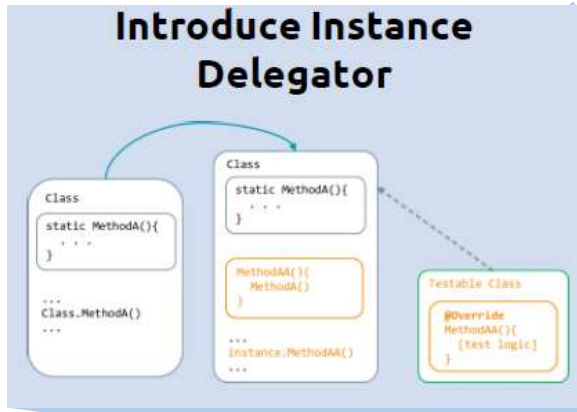 Introduce Instance
Delegator
Class
static MethodA(){
. . .
}
...
Class.MethodA()
...
Class
static MethodA(){
. . .
}
MethodAA(){
MethodA()
}
...
instance.MethodAA()
...
Testable Class
@Override
MethodAA(){
[test logic]
}